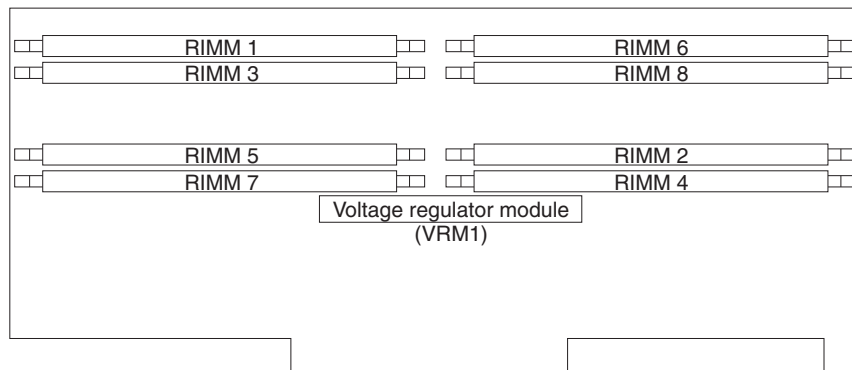 RIMM 1 RIMM 6
RIMM 3 RIMM 8
RIMM 5 RIMM 2
RIMM 7 RIMM 4
Voltage regulator module
(VRM1)